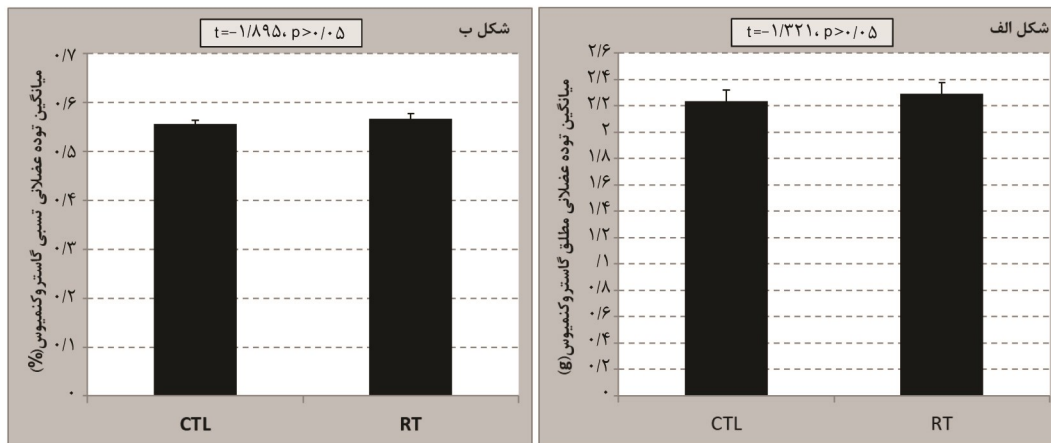 شکل الف
t=-۱/۳۲۱، p>۰/۰۵
میانگین توده عضلانی مطلق گاستروکنمیوس(g)
۲/۶
۲/۴
۲/۲
۲
۱/۸
۱/۶
۱/۴
۱/۲
/۱
۰/۸
۰/۶
۰/۴
۰/۲
۰
CTL RT
شکل ب
t=-۱/۸۹۵، p>۰/۰۵
میانگین توده عضلانی تسبی گاستروکنمیوس(%)
۰/۷
۰/۶
۰/۵
۰/۴
۰/۳
۰/۲
۰/۱
۰
CTL RT